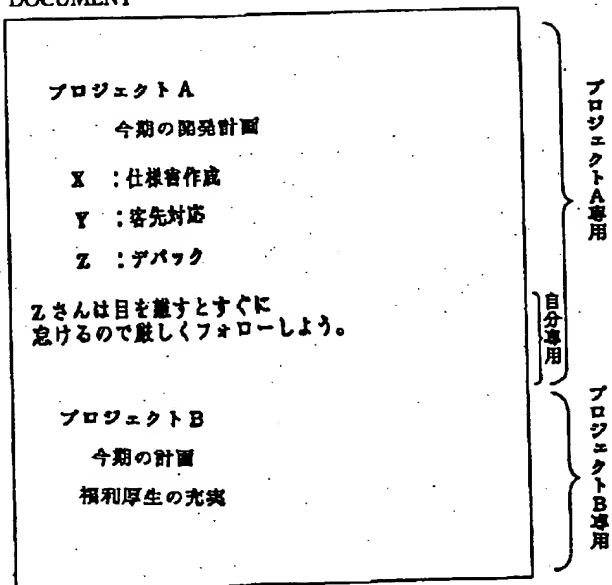 DOCUMENT
プロジェクトA
今期の開発計画
X :仕様書作成
Y :客先対応
Z :デバック
Zさんは目を離すとすぐに
怠けるので厳しくフォローしよう。
プロジェクトB
今期の計画
福利厚生の充実
プロジェクトA専用
自分専用
プロジェクトB専用